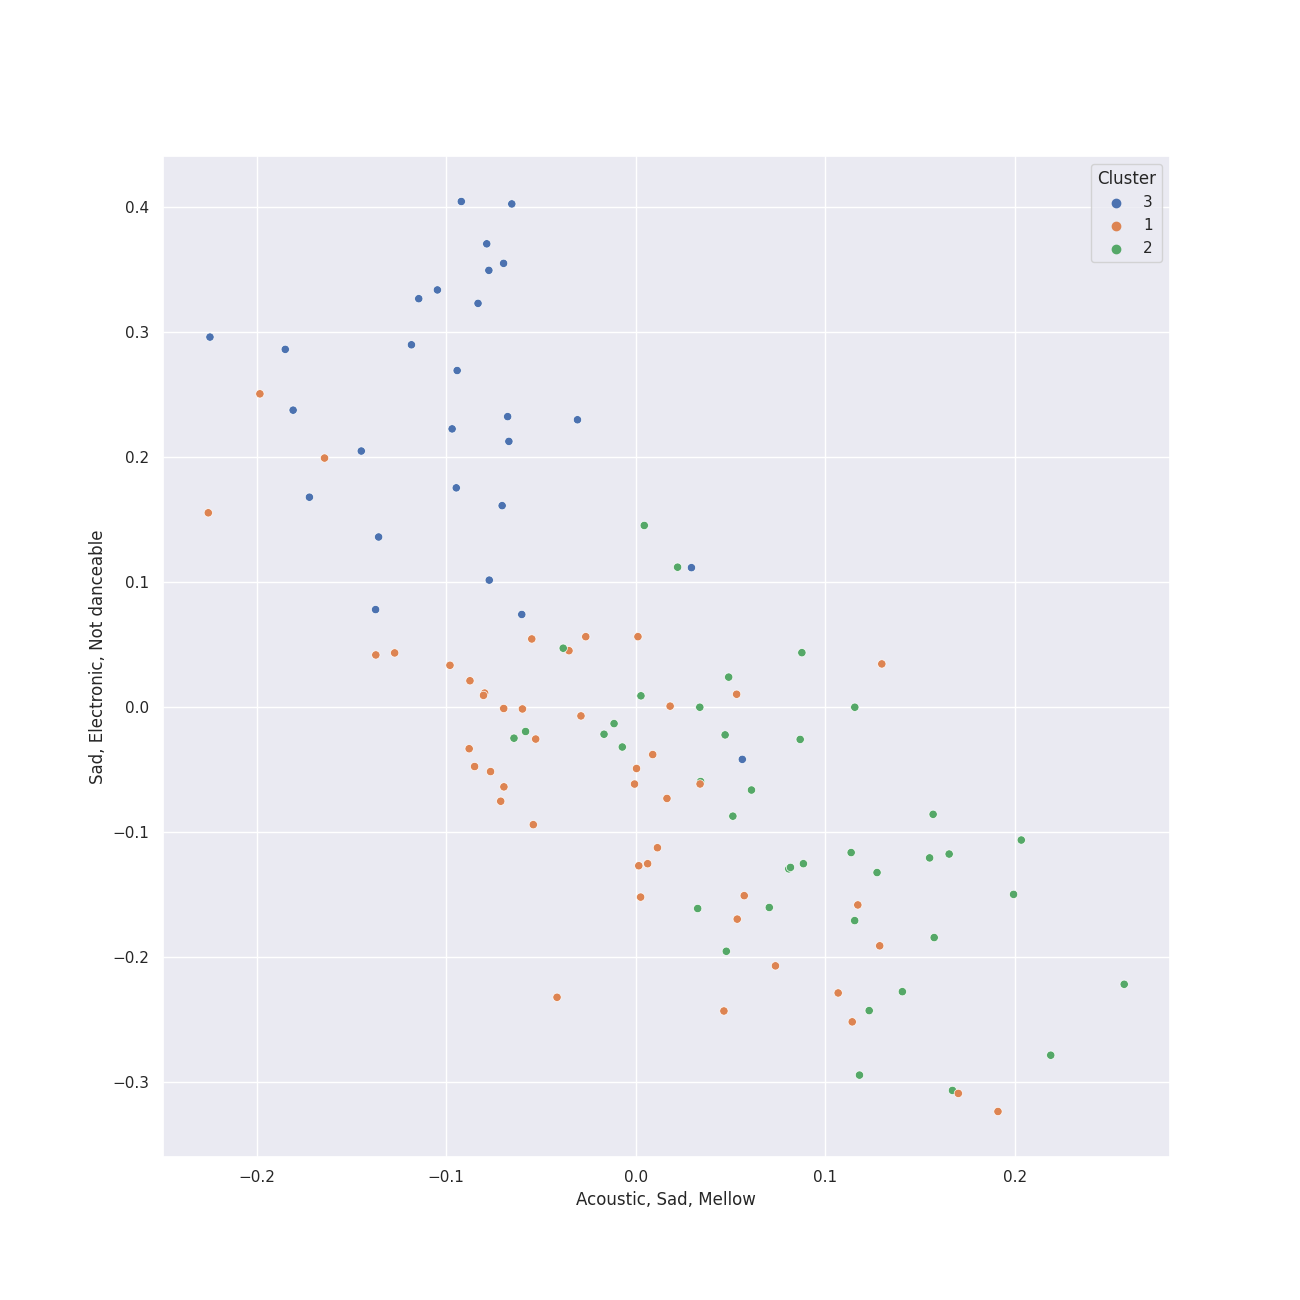 Cluster
3
1
2
0.4
0.3
0.2
0.1
0.0
−0.1
−0.2
−0.3
Sad, Electronic, Not danceable
−0.2 −0.1 0.0 0.1 0.2
Acoustic, Sad, Mellow